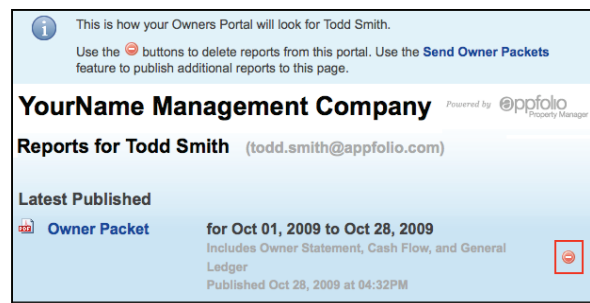 This is how your Owners Portal will look for Todd Smith.
Use the buttons to delete reports from this portal. Use the Send Owner Packets
feature to publish additional reports to this page.
YourName Management Company Powered by appfolio
Property Manager
Reports for Todd Smith (todd.smith@appfolio.com)
Latest Published
Owner Packet for Oct 01, 2009 to Oct 28, 2009
Includes Owner Statement, Cash Flow, and General
Ledger
Published Oct 28, 2009 at 04:32PM